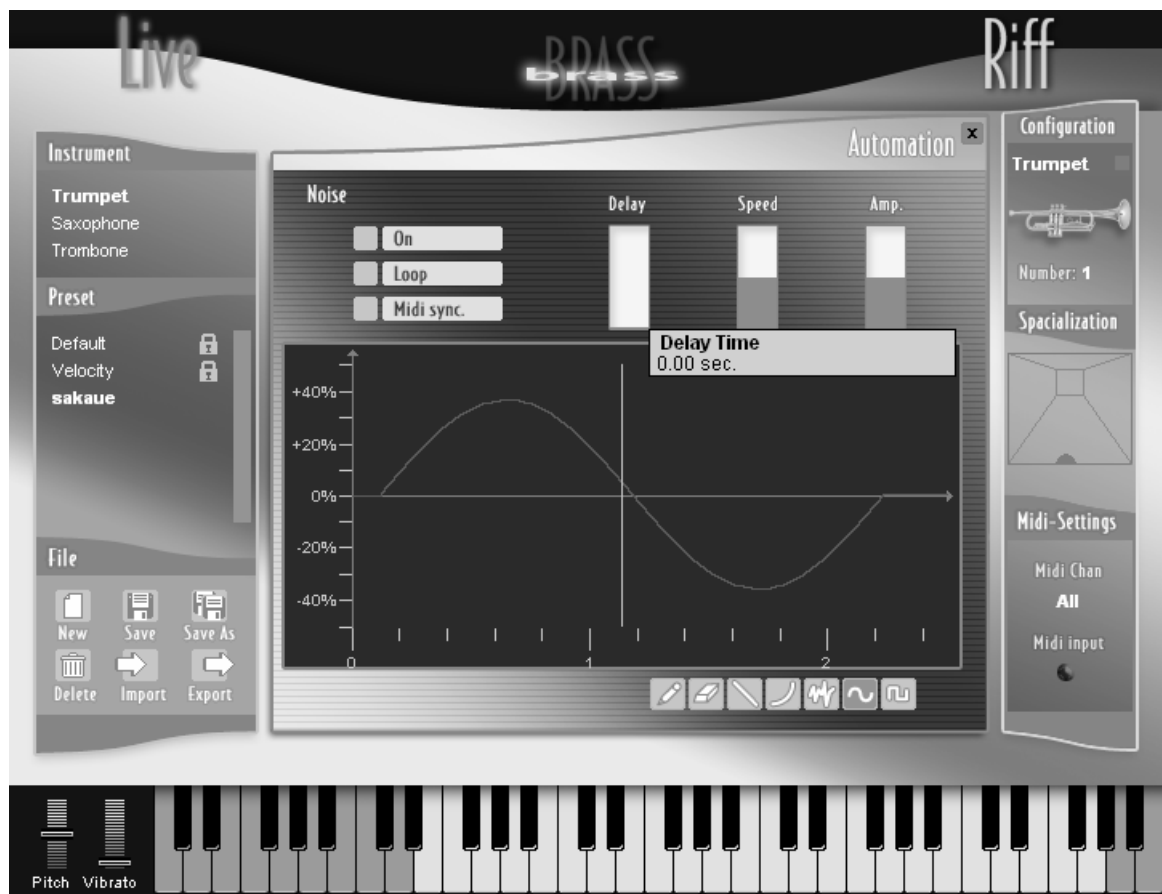 Live
BRASS
brass
Riff
Instrument
Trumpet
Saxophone
Trombone
Preset
Default
Velocity
sakaue
File
New Save Save As
Delete Import Export
Automation x
Noise
Delay Speed Amp.
On
Loop
Midi sync.
Delay Time
0.00 sec.
+40%
+20%
0%
-20%
-40%
0 1 2
Configuration
Trumpet
Number: 1
Spacialization
Midi-Settings
Midi Chan
All
Midi input
Pitch Vibrato